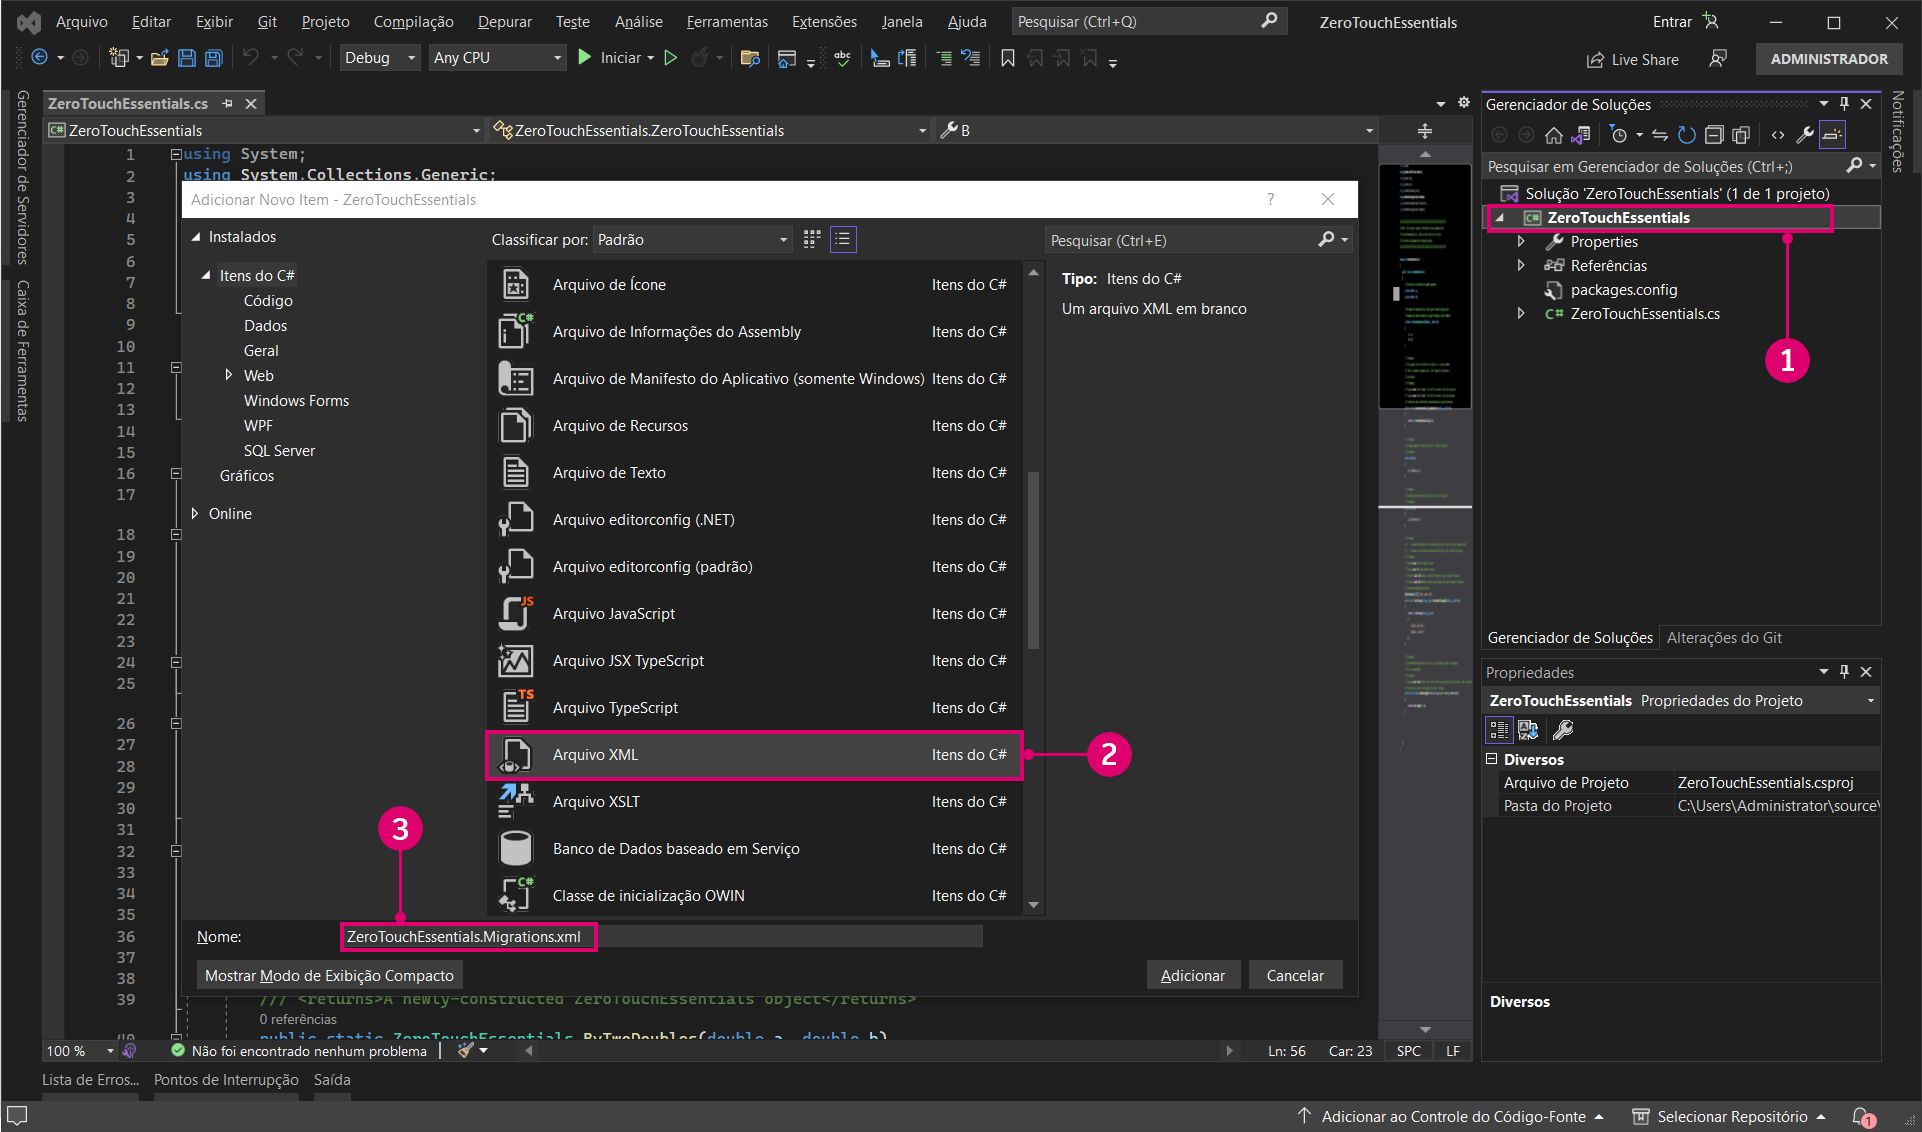 Arquivo Editar Exibir Git Projeto Compilação Depurar Teste Análise Ferramentas Extensões Janela Ajuda Pesquisar (Ctrl+Q) ZeroTouchEssentials Entrar
Debug Any CPU Iniciar abc Live Share ADMINISTRADOR
Gerenciador de Servidores
Caixa de Ferramentas
ZeroTouchEssentials.cs
C# ZeroTouchEssentials ZeroTouchEssentials.ZeroTouchEssentials B
1 using System;
2 using System.Collections.Generic;
3
4
5
6
7
8
9
10
11
12
13
14
15
16
17
18
19
20
21
22
23
24
25
26
27
28
29
30
31
32
33
34
35
36
37
38
39 /// <returns>A newly-constructed ZeroTouchEssentials object</returns>
0 referências
40 public static ZeroTouchEssentials ByTwoDoubles(double a, double b)
Adicionar Novo Item - ZeroTouchEssentials ?
Instalados
Itens do C#
Código
Dados
Geral
Web
Windows Forms
WPF
SQL Server
Gráficos
Online
Classificar por: Padrão
Pesquisar (Ctrl+E)
Arquivo de Ícone Itens do C#
C# Arquivo de Informações do Assembly Itens do C#
Arquivo de Manifesto do Aplicativo (somente Windows) Itens do C#
Arquivo de Recursos Itens do C#
Arquivo de Texto Itens do C#
Arquivo editorconfig (.NET) Itens do C#
Arquivo editorconfig (padrão) Itens do C#
JS Arquivo JavaScript Itens do C#
Arquivo JSX TypeScript Itens do C#
TS Arquivo TypeScript Itens do C#
Arquivo XML Itens do C#
2
Arquivo XSLT Itens do C#
Banco de Dados baseado em Serviço Itens do C#
C# Classe de inicialização OWIN Itens do C#
Tipo: Itens do C#
Um arquivo XML em branco
3
Nome: ZeroTouchEssentials.Migrations.xml
Mostrar Modo de Exibição Compacto Adicionar Cancelar
100 % Não foi encontrado nenhum problema Ln: 56 Car: 23 SPC LF
Lista de Erros... Pontos de Interrupção Saída
Gerenciador de Soluções
Pesquisar em Gerenciador de Soluções (Ctrl+;)
Solução 'ZeroTouchEssentials' (1 de 1 projeto)
C# ZeroTouchEssentials
Properties
Referências
packages.config
C# ZeroTouchEssentials.cs
1
Gerenciador de Soluções Alterações do Git
Propriedades
ZeroTouchEssentials Propriedades do Projeto
Diversos
Arquivo de Projeto ZeroTouchEssentials.csproj
Pasta do Projeto C:\Users\Administrator\source\
Diversos
Notificações
Adicionar ao Controle do Código-Fonte Selecionar Repositório 1